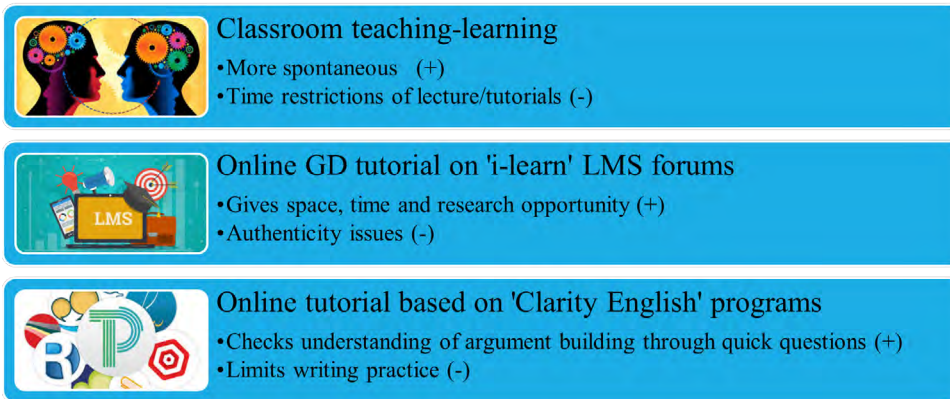 Classroom teaching-learning
•More spontaneous (+)
•Time restrictions of lecture/tutorials (-)
LMS
Online GD tutorial on 'i-learn' LMS forums
•Gives space, time and research opportunity (+)
•Authenticity issues (-)
R
P
Online tutorial based on 'Clarity English' programs
•Checks understanding of argument building through quick questions (+)
•Limits writing practice (-)